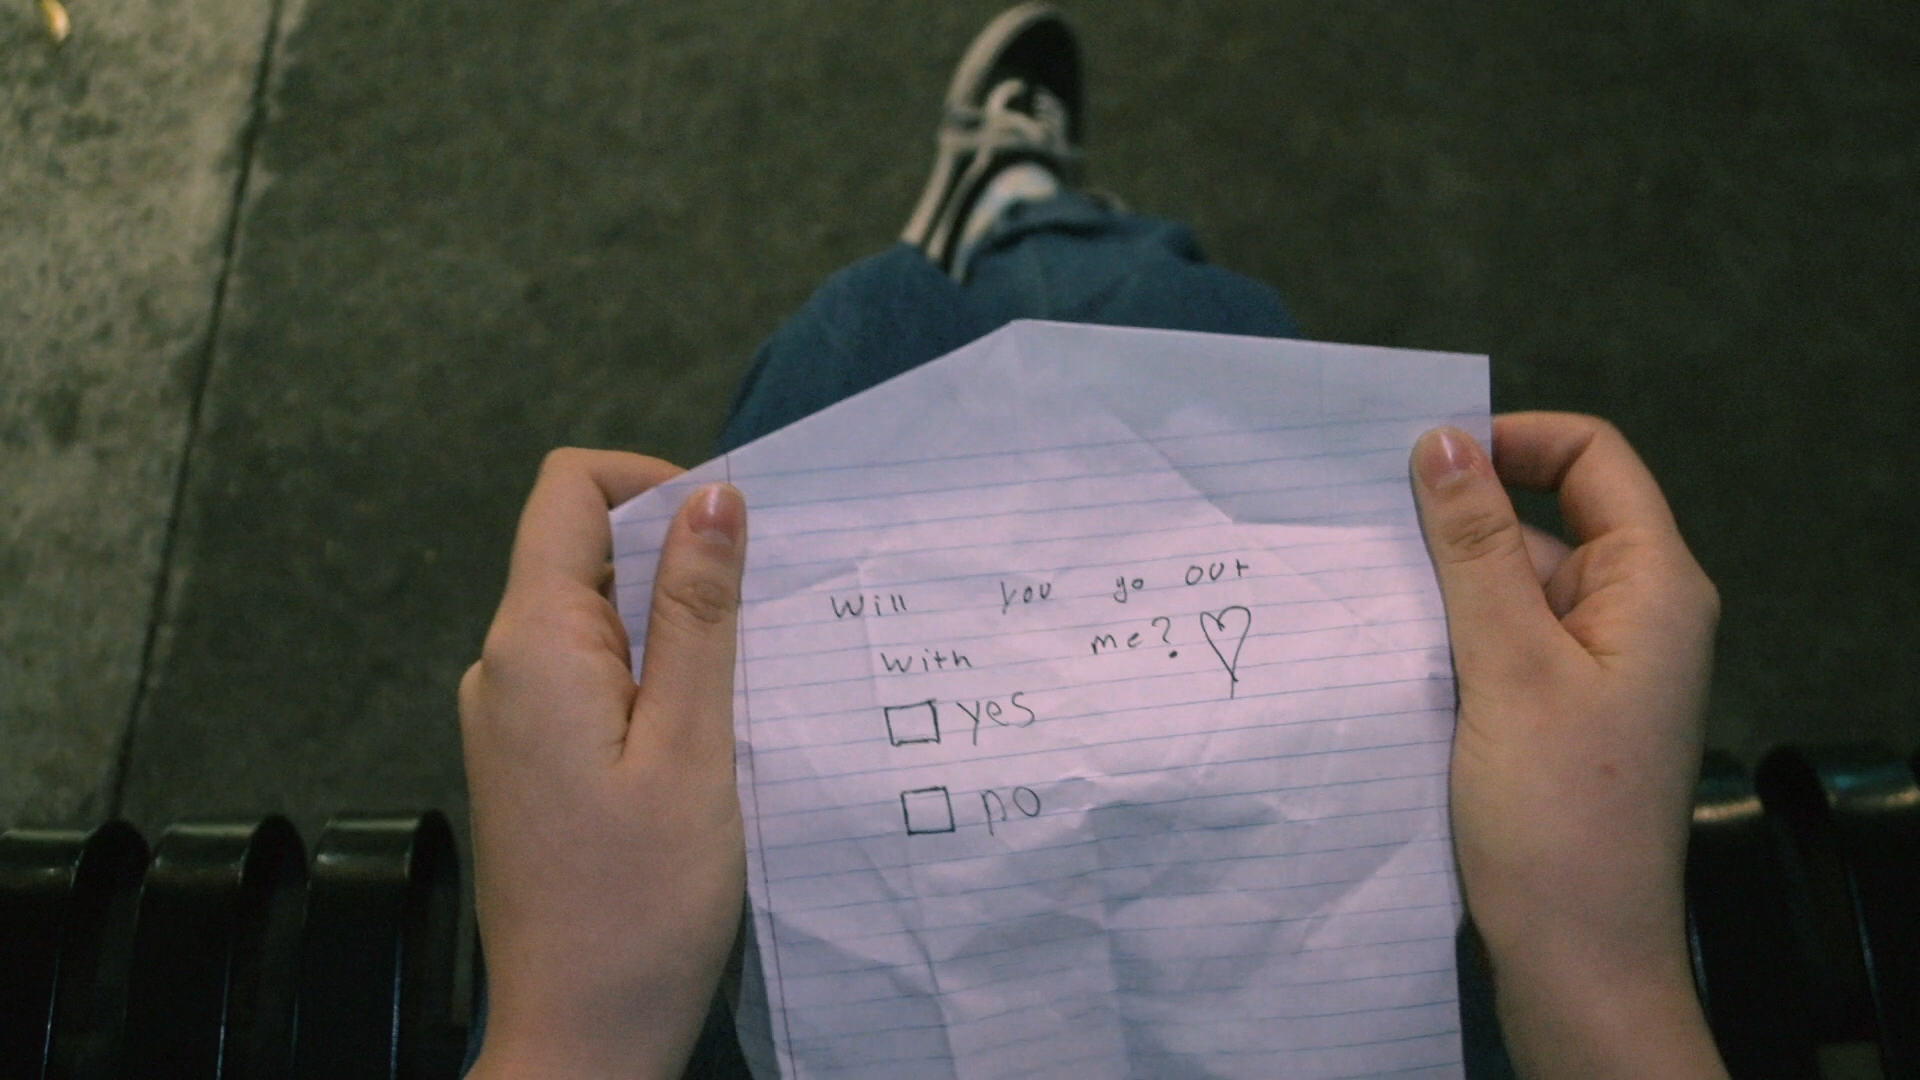 Will you go out
with me? ♡
☐ yes
☐ no